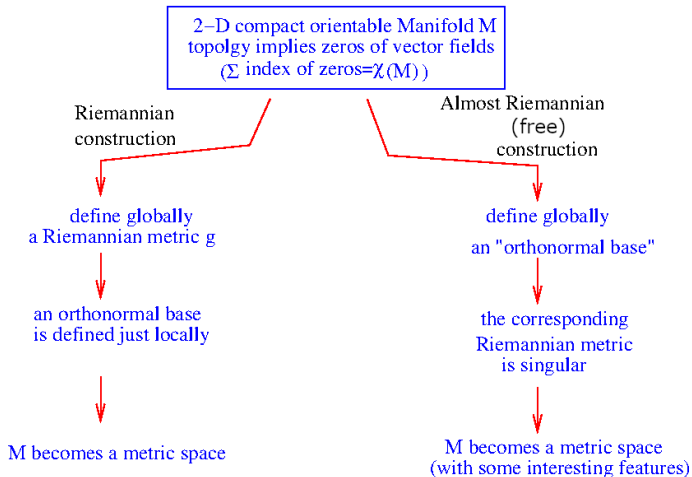 2−D compact orientable Manifold M
topolgy implies zeros of vector fields
(Σ index of zeros=χ(M) )
Riemannian
construction
Almost Riemannian
(free)
construction
define globally
a Riemannian metric g
define globally
an "orthonormal base"
an orthonormal base
is defined just locally
the corresponding
Riemannian metric
is singular
M becomes a metric space
M becomes a metric space
(with some interesting features)